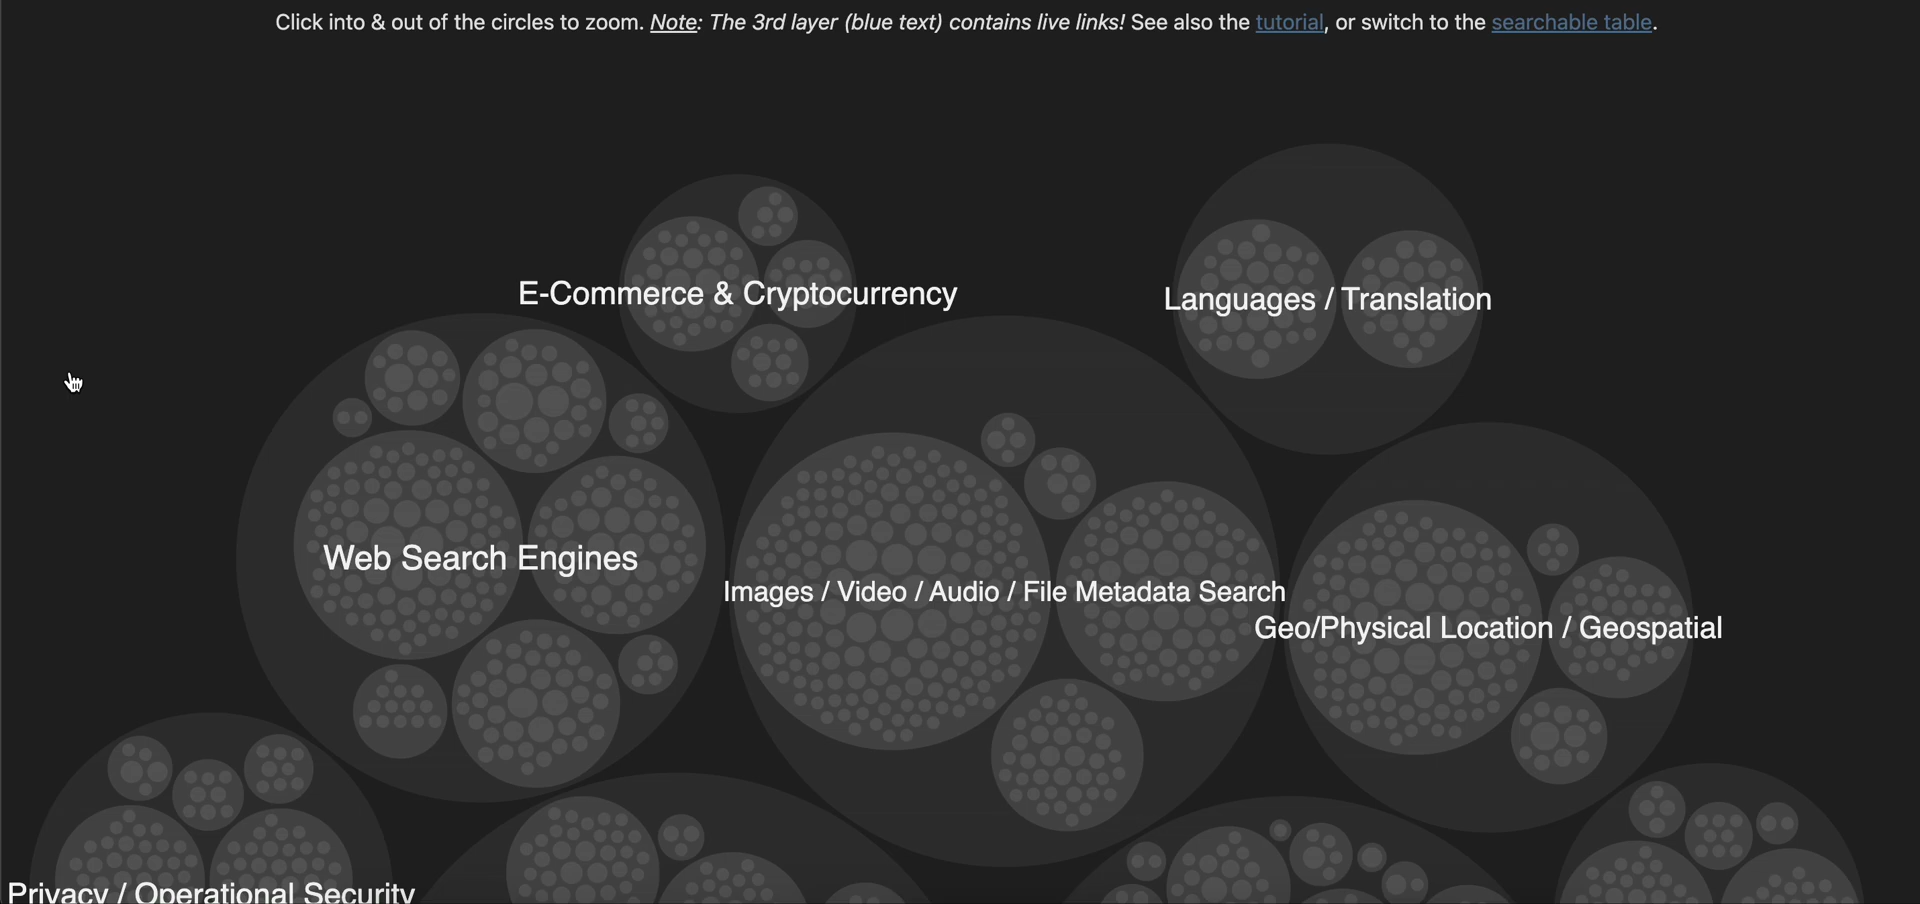 Click into & out of the circles to zoom. Note: The 3rd layer (blue text) contains live links! See also the tutorial, or switch to the searchable table.
E-Commerce & Cryptocurrency
Languages / Translation
Web Search Engines
Images / Video / Audio / File Metadata Search
Geo/Physical Location / Geospatial
Privacy / Operational Security